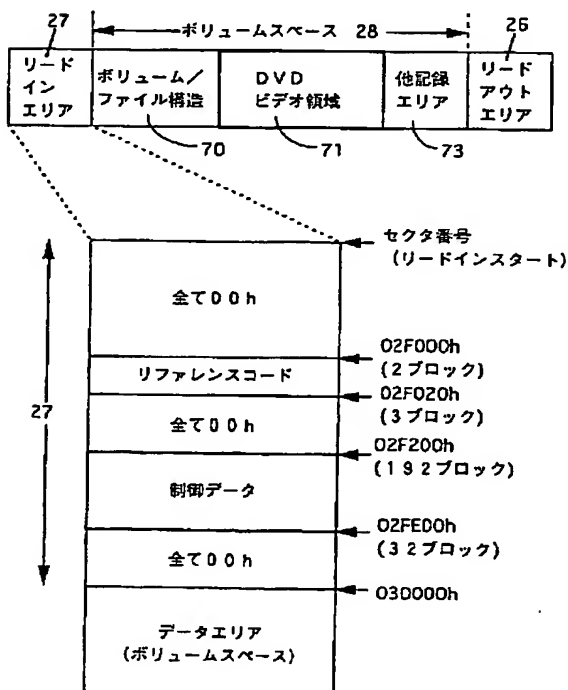 27
ボリュームスペース 28
26
リード
イン
エリア
ボリューム/
ファイル構造
DVD
ビデオ領域
他記録
エリア
リード
アウト
エリア
70
71
73
セクタ番号
(リードインスタート)
全て00h
02F000h
(2ブロック)
リファレンスコード
02F020h
(3ブロック)
27
全て00h
02F200h
(192ブロック)
制御データ
02FE00h
(32ブロック)
全て00h
030000h
データエリア
(ボリュームスペース)